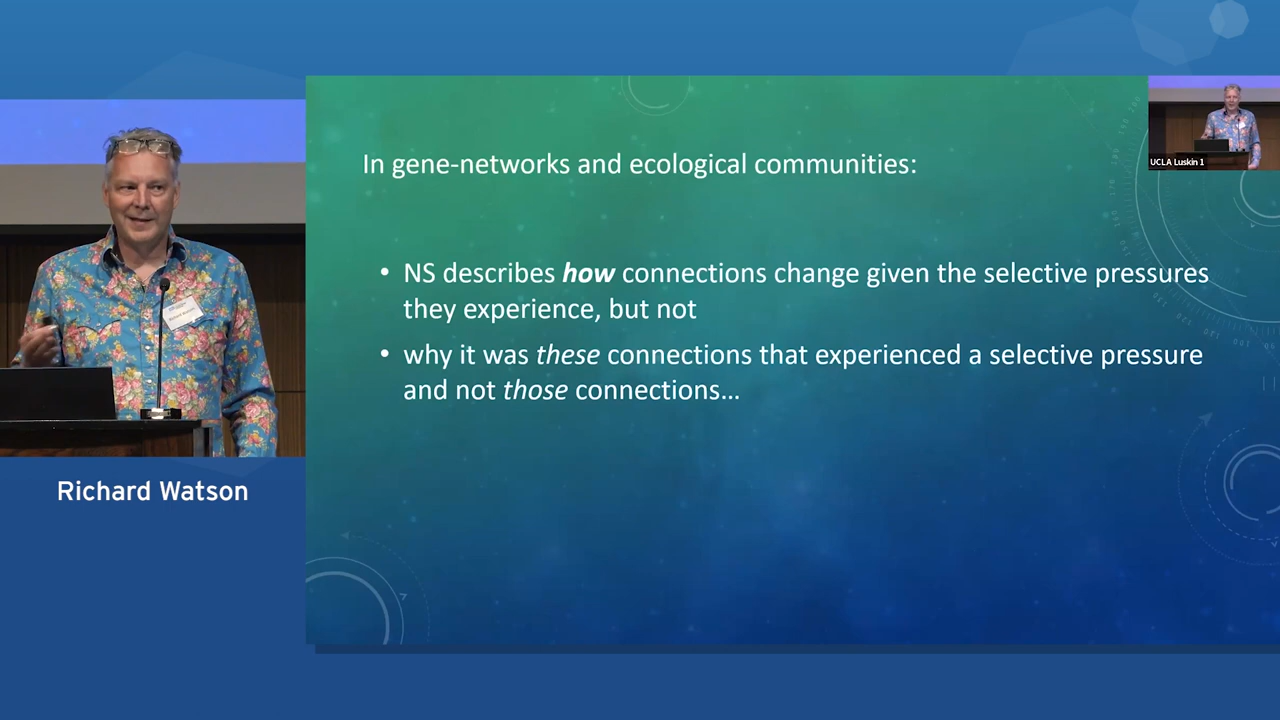 In gene-networks and ecological communities:
• NS describes how connections change given the selective pressures
they experience, but not
• why it was these connections that experienced a selective pressure
and not those connections…
UCLA Luskin 1
Richard Watson